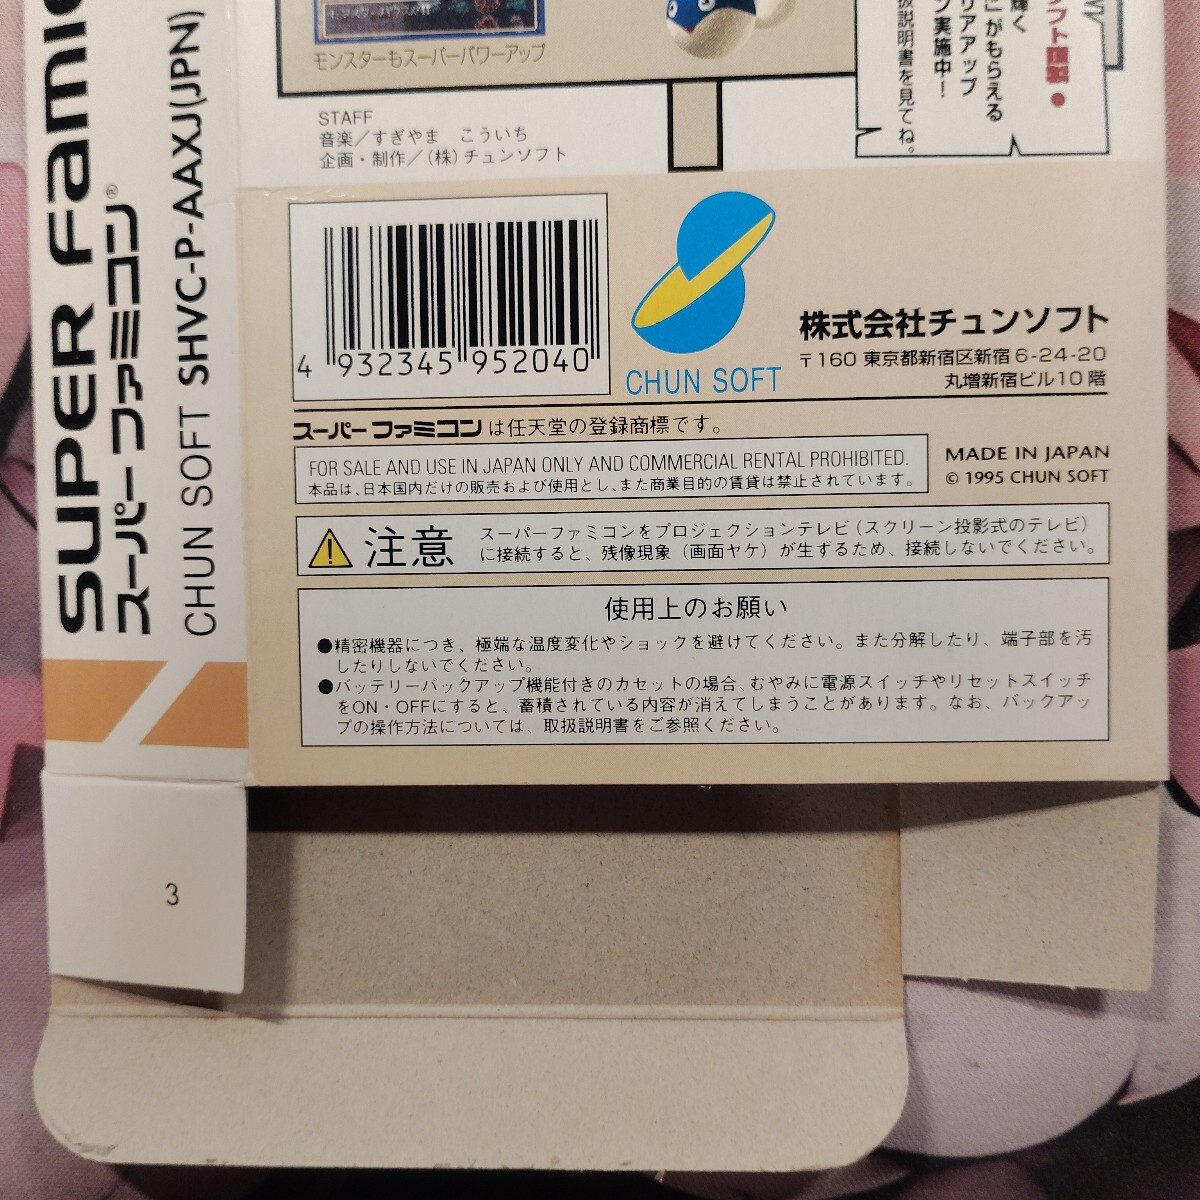 SUPER Famic
スーパーファミコン®
CHUN SOFT SHVC-P-AAXJ(JPN)
モンスターもスーパーパワーアップ
輝く
がもらえる
リアアップ
ン実施中!
扱説明書を見てね。
STAFF
音楽/すぎやま こういち
企画・制作/(株)チュンソフト
4 932345 952040
CHUN SOFT
株式会社チュンソフト
〒160 東京都新宿区新宿6-24-20
丸増新宿ビル10階
スーパーファミコンは任天堂の登録商標です。
FOR SALE AND USE IN JAPAN ONLY AND COMMERCIAL RENTAL PROHIBITED.
本品は、日本国内だけの販売および使用とし、また商業目的の賃貸は禁止されています。
MADE IN JAPAN
© 1995 CHUN SOFT
注意
スーパーファミコンをプロジェクションテレビ(スクリーン投影式のテレビ)
に接続すると、残像現象(画面ヤケ)が生ずるため、接続しないでください。
使用上のお願い
●精密機器につき、極端な温度変化やショックを避けてください。また分解したり、端子部を汚
したりしないでください。
●バッテリーバックアップ機能付きのカセットの場合、むやみに電源スイッチやリセットスイッチ
をON・OFFにすると、蓄積されている内容が消えてしまうことがあります。なお、バックアッ
プの操作方法については、取扱説明書をご参照ください。
3